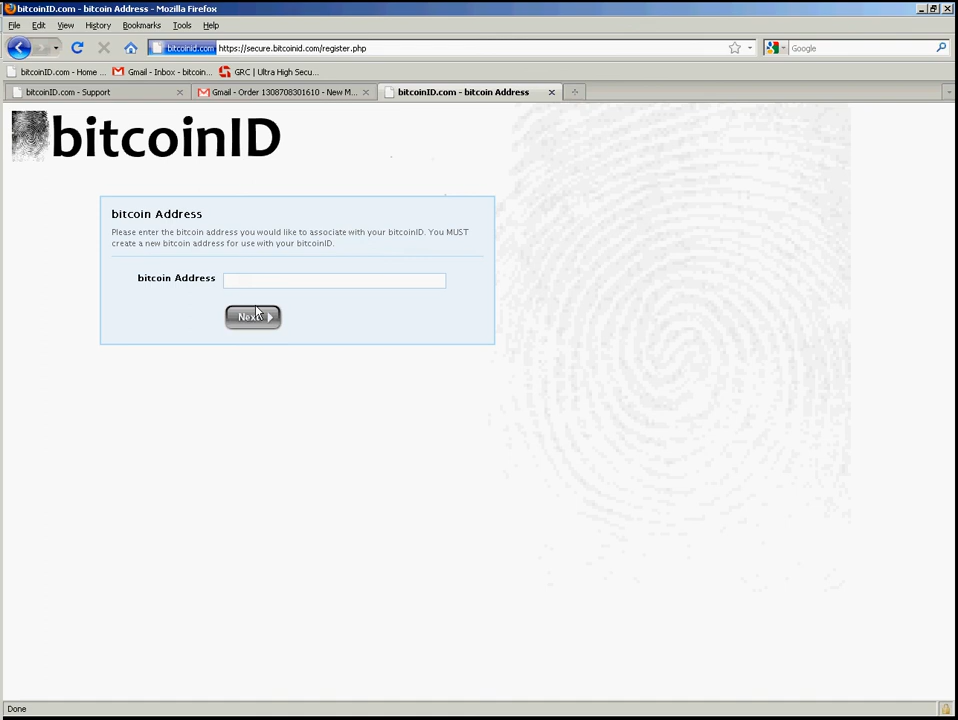 bitcoinID.com - bitcoin Address - Mozilla Firefox
File Edit View History Bookmarks Tools Help
bitcoinid.com https://secure.bitcoinid.com/register.php
Google
bitcoinID.com - Home ... Gmail - Inbox - bitcoin... GRC | Ultra High Secu...
bitcoinID.com - Support Gmail - Order 1308708301610 - New M... bitcoinID.com - bitcoin Address
bitcoinID
bitcoin Address
Please enter the bitcoin address you would like to associate with your bitcoinID. You MUST
create a new bitcoin address for use with your bitcoinID.
bitcoin Address
Next
Done